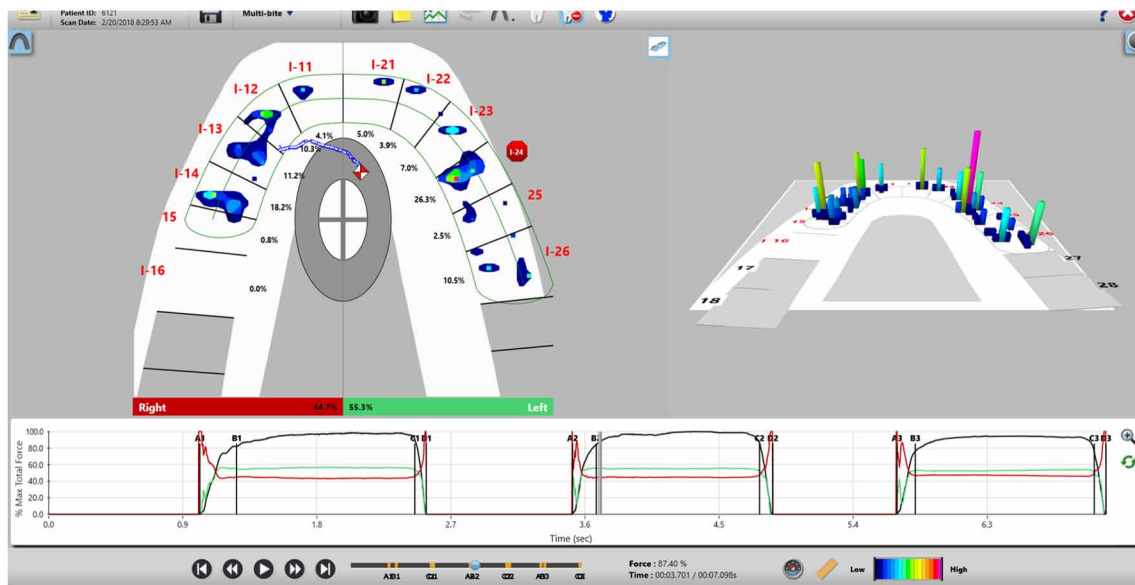 Patient ID: 6121
Scan Date: 2/20/2018 8:29:53 AM
Multi-bite
I-11
I-21
I-12
I-22
I-13
I-23
I-14
I-24
15
25
I-16
I-26
4.1%
5.0%
10.3%
3.9%
11.2%
7.0%
18.2%
26.3%
0.8%
2.5%
0.0%
10.5%
15
I-16
17
18
26
27
28
Right
44.7%
55.3%
Left
% Max Total Force
100.0
80.0
60.0
40.0
20.0
0.0
A1
B1
C1
D1
A2
C2
D2
A3
B3
C3
D3
0.0
0.9
1.8
2.7
3.6
4.5
5.4
6.3
Time (sec)
Force : 87.40 %
Time : 00:03.701 / 00:07.098s
Low
High